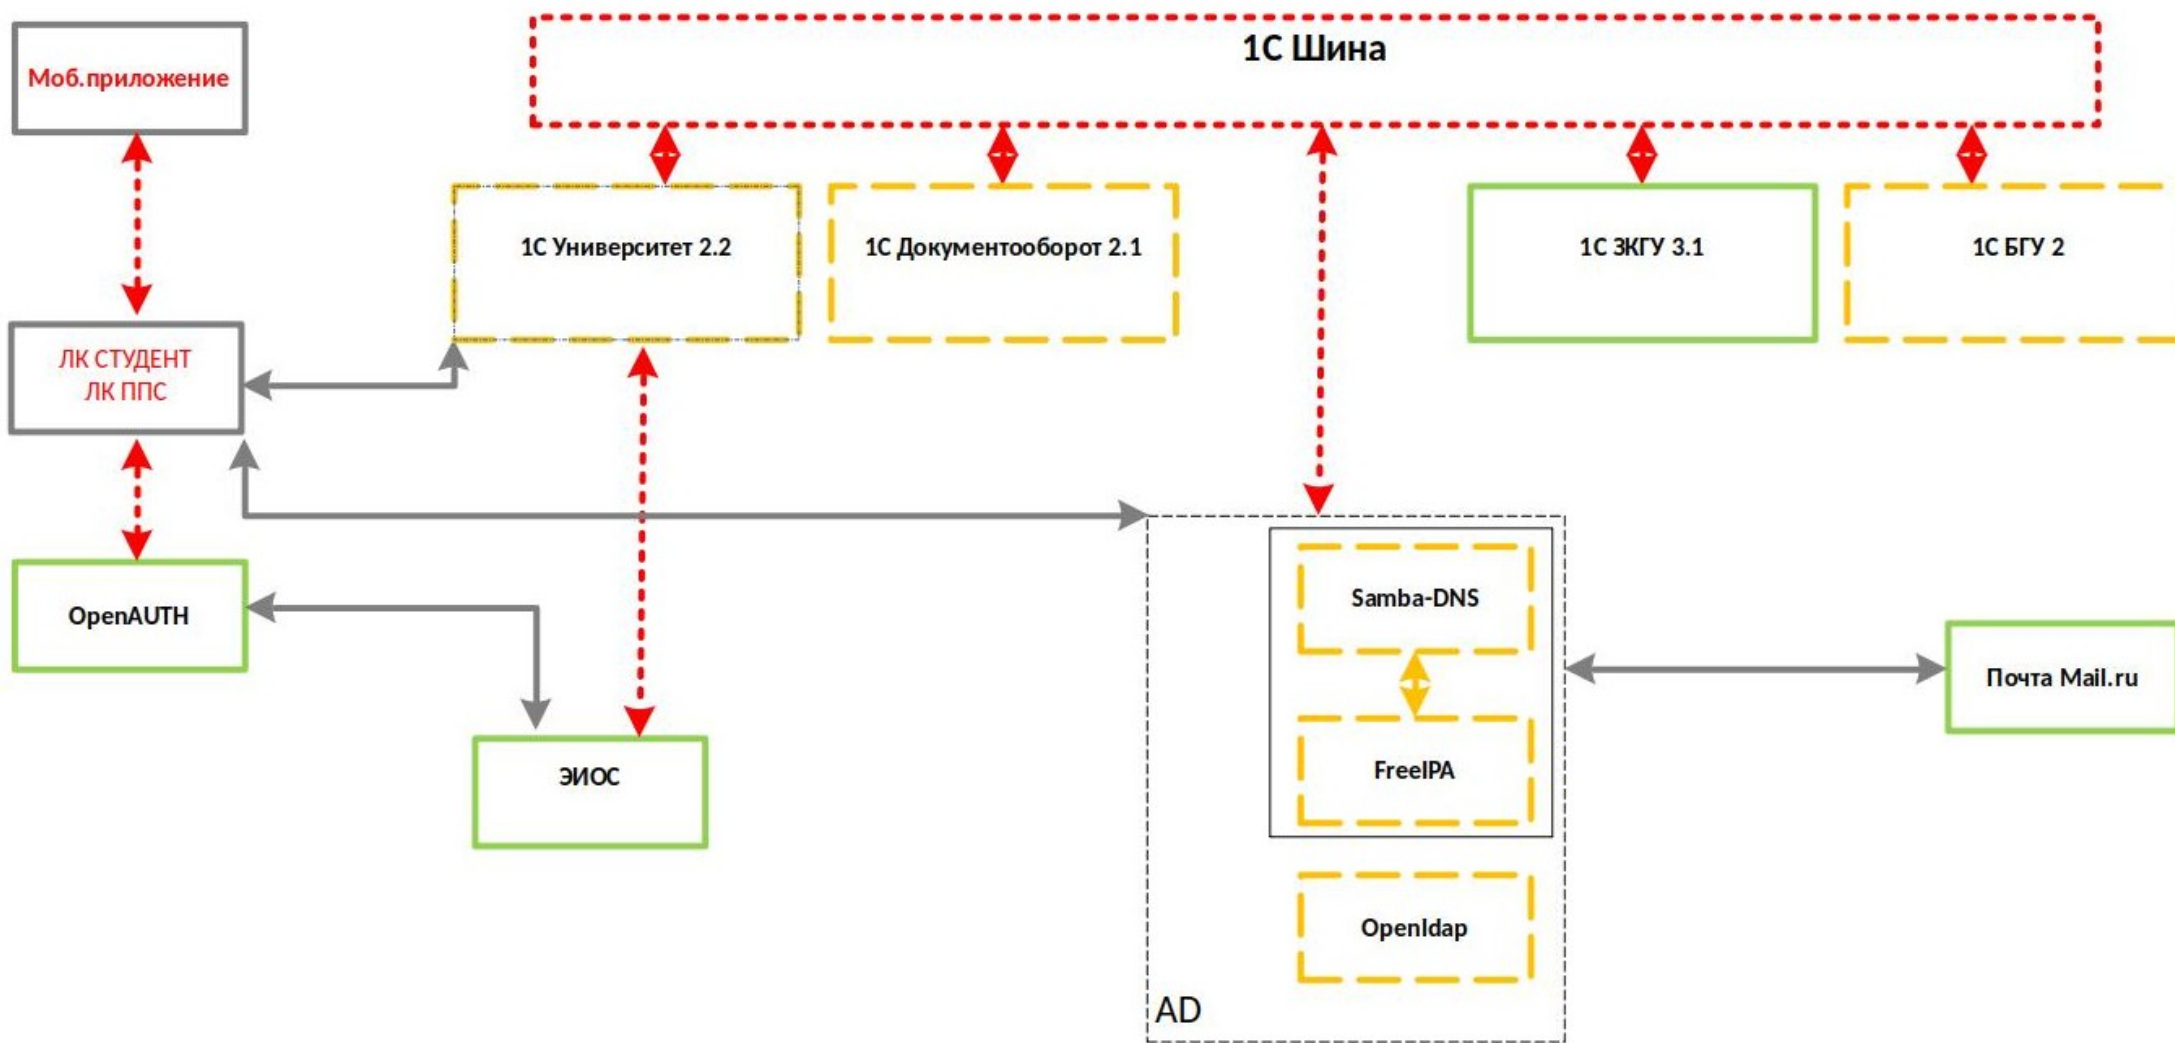 1С Шина
Моб.приложение
1С Университет 2.2
1С Документооборот 2.1
1С ЗКГУ 3.1
1С БГУ 2
ЛК СТУДЕНТ
ЛК ППС
OpenAUTH
Samba-DNS
Почта Mail.ru
ЭИОС
FreeIPA
Openldap
AD